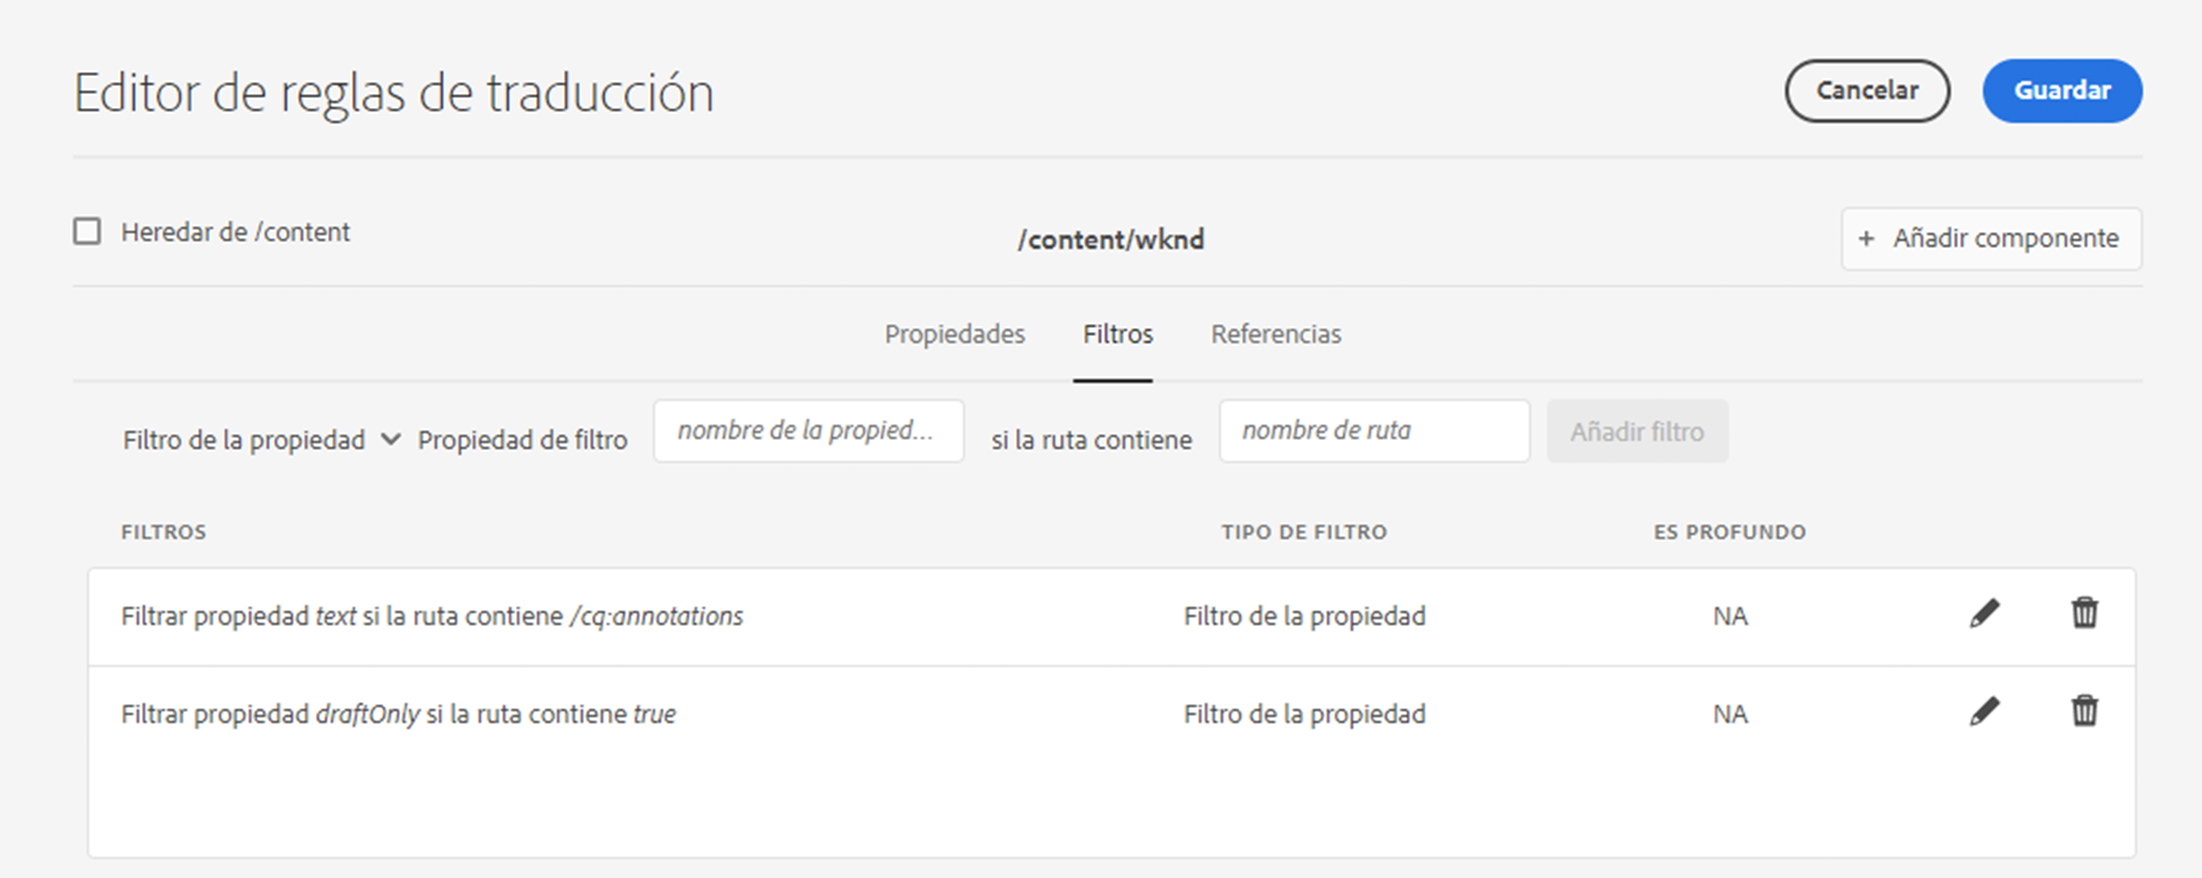 Editor de reglas de traducción
Cancelar
Guardar
Heredar de /content
/content/wknd
+ Añadir componente
Propiedades
Filtros
Referencias
Filtro de la propiedad
Propiedad de filtro
nombre de la propied...
si la ruta contiene
nombre de ruta
Añadir filtro
FILTROS
TIPO DE FILTRO
ES PROFUNDO
Filtrar propiedad text si la ruta contiene /cq:annotations
Filtro de la propiedad
NA
Filtrar propiedad draftOnly si la ruta contiene true
Filtro de la propiedad
NA